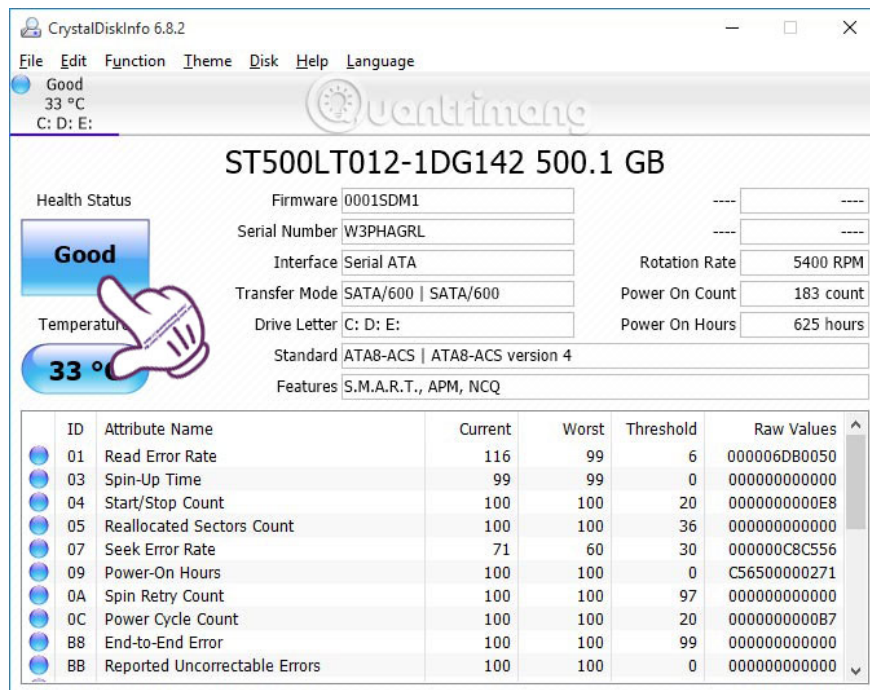 CrystalDiskInfo 6.8.2
File Edit Function Theme Disk Help Language
Good
33 °C
C: D: E:
Quantrimang
ST500LT012-1DG142 500.1 GB
Health Status
Good
Temperatur
33 °C
Firmware 0001SDM1
Serial Number W3PHAGRL
Interface Serial ATA
Transfer Mode SATA/600 | SATA/600
Drive Letter C: D: E:
Standard ATA8-ACS | ATA8-ACS version 4
Features S.M.A.R.T., APM, NCQ
---- ----
---- ----
Rotation Rate 5400 RPM
Power On Count 183 count
Power On Hours 625 hours
ID Attribute Name Current Worst Threshold Raw Values
01 Read Error Rate 116 99 6 000006DB0050
03 Spin-Up Time 99 99 0 000000000000
04 Start/Stop Count 100 100 20 0000000000E8
05 Reallocated Sectors Count 100 100 36 000000000000
07 Seek Error Rate 71 60 30 000000C8C556
09 Power-On Hours 100 100 0 C56500000271
0A Spin Retry Count 100 100 97 000000000000
0C Power Cycle Count 100 100 20 0000000000B7
B8 End-to-End Error 100 100 99 000000000000
BB Reported Uncorrectable Errors 100 100 0 000000000000